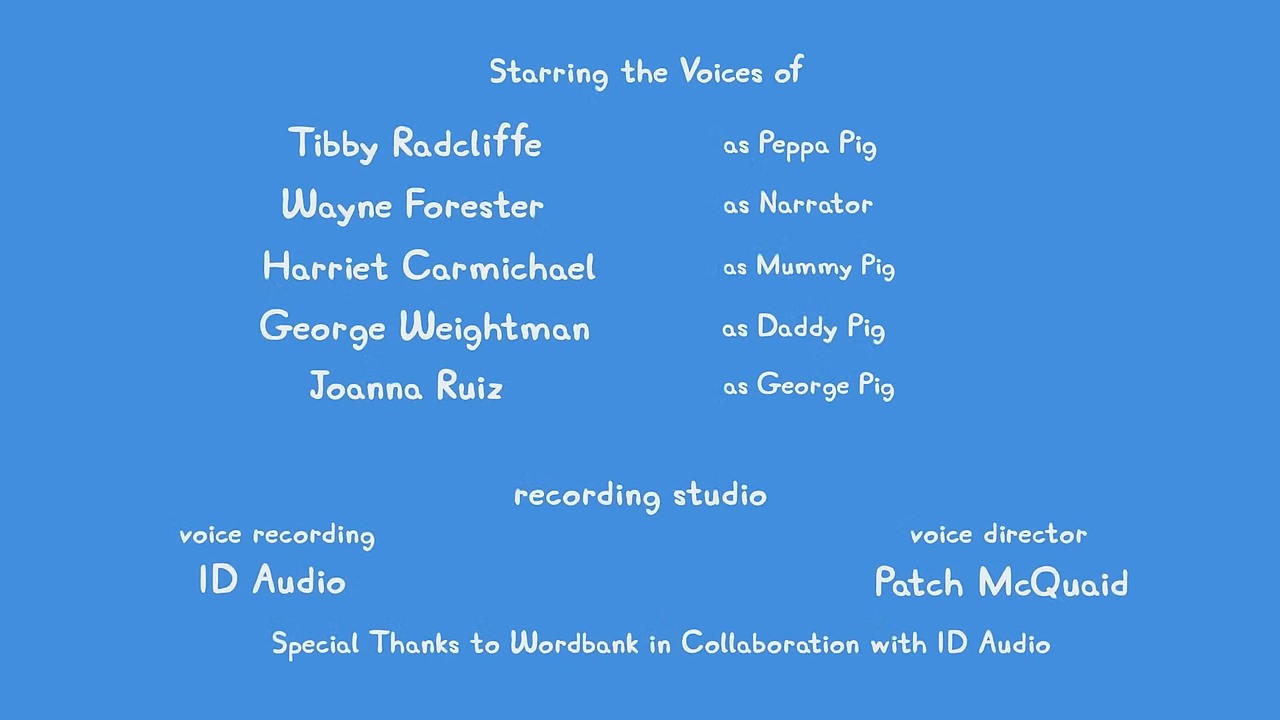 Starring the Voices of
Tibby Radcliffe as Peppa Pig
Wayne Forester as Narrator
Harriet Carmichael as Mummy Pig
George Weightman as Daddy Pig
Joanna Ruiz as George Pig
recording studio
voice recording voice director
ID Audio Patch McQuaid
Special Thanks to Wordbank in Collaboration with ID Audio